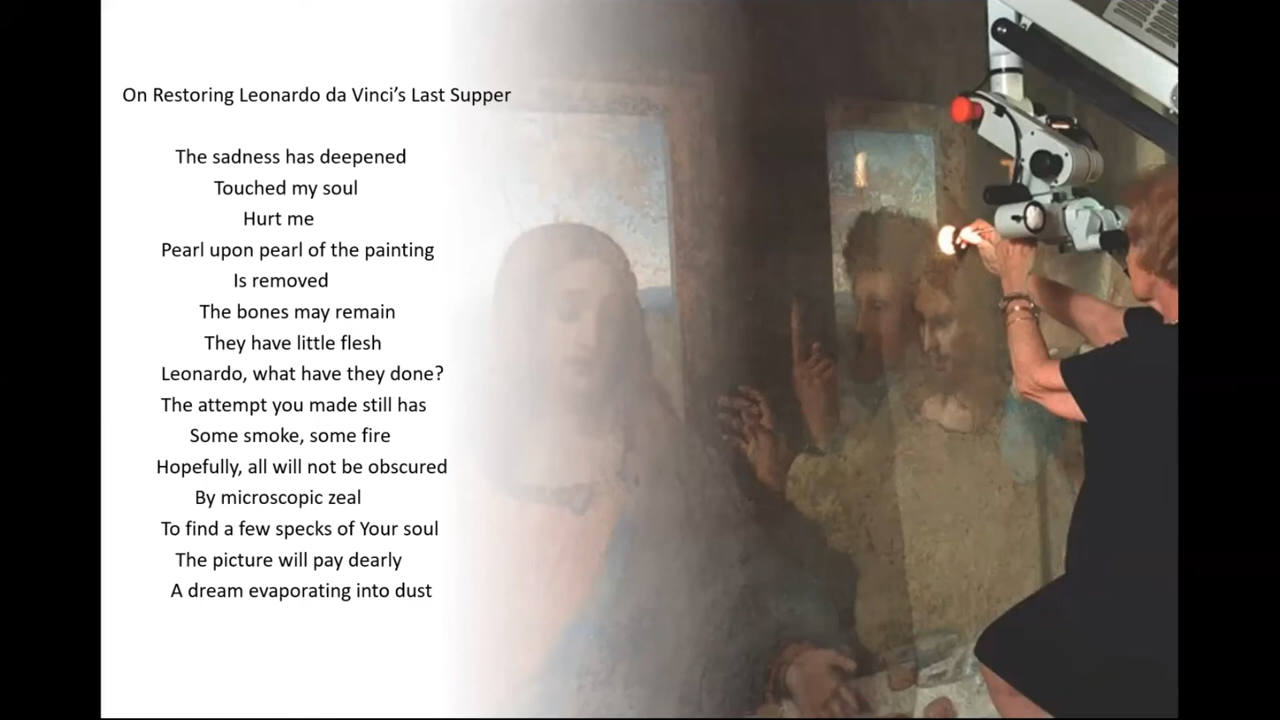 On Restoring Leonardo da Vinci’s Last Supper
The sadness has deepened
Touched my soul
Hurt me
Pearl upon pearl of the painting
Is removed
The bones may remain
They have little flesh
Leonardo, what have they done?
The attempt you made still has
Some smoke, some fire
Hopefully, all will not be obscured
By microscopic zeal
To find a few specks of Your soul
The picture will pay dearly
A dream evaporating into dust